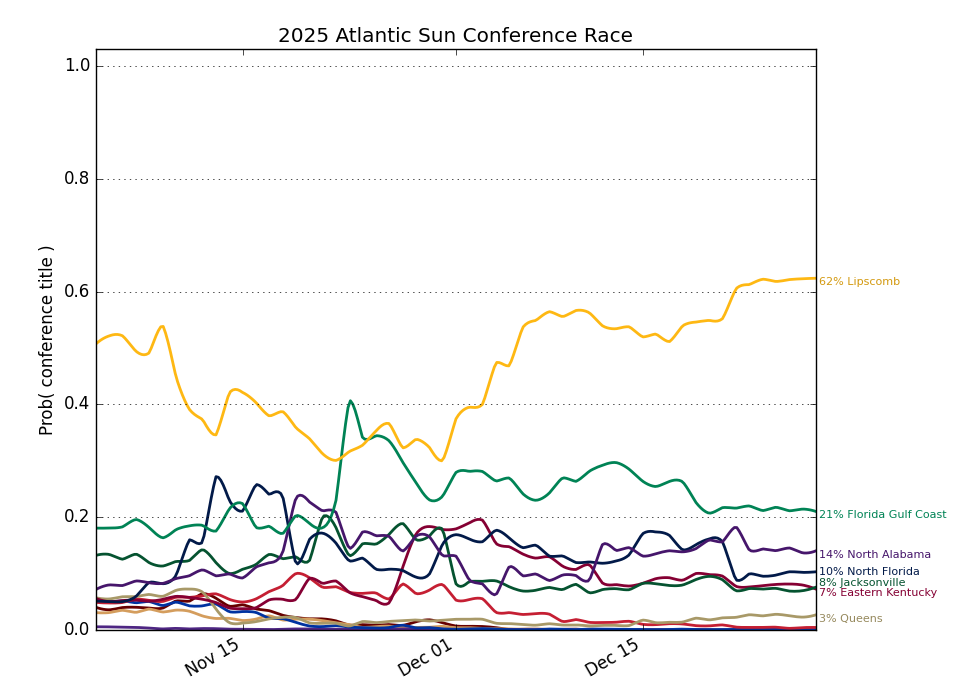 2025 Atlantic Sun Conference Race
Prob( conference title )
1.0
0.8
0.6
0.4
0.2
0.0
Nov 15
Dec 01
Dec 15
62% Lipscomb
21% Florida Gulf Coast
14% North Alabama
10% North Florida
8% Jacksonville
7% Eastern Kentucky
3% Queens